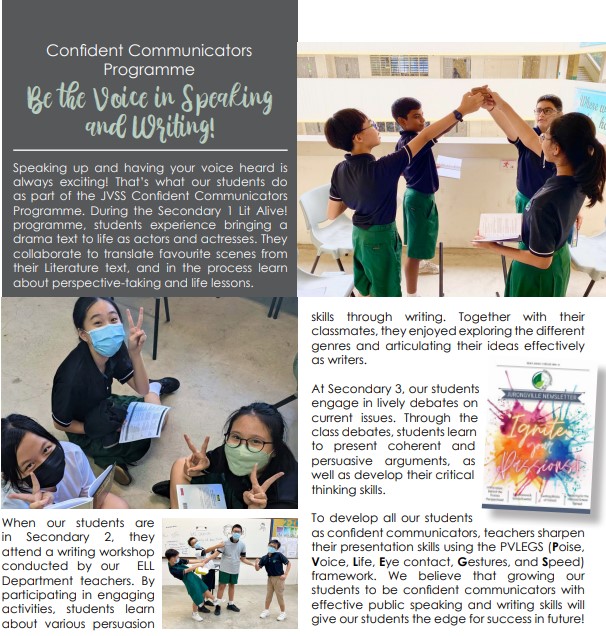 Confident Communicators
Programme
Be the Voice in Speaking
and Writing!
Speaking up and having your voice heard is
always exciting! That's what our students do
as part of the JVSS Confident Communicators
Programme. During the Secondary 1 Lit Alive!
programme, students experience bringing a
drama text to life as actors and actresses. They
collaborate to translate favourite scenes from
their Literature text, and in the process learn
about perspective-taking and life lessons.
When our students are
in Secondary 2, they
attend a writing workshop
conducted by our ELL
Department teachers. By
participating in engaging
activities, students learn
about various persuasion
skills through writing. Together with their
classmates, they enjoyed exploring the different
genres and articulating their ideas effectively
as writers.
At Secondary 3, our students
engage in lively debates on
current issues. Through the
class debates, students learn
to present coherent and
persuasive arguments, as
well as develop their critical
thinking skills.
JURONGVILLE NEWSLETTER
Ignite
your
Passions
To develop all our students
as confident communicators, teachers sharpen
their presentation skills using the PVLEGS (Poise,
Voice, Life, Eye contact, Gestures, and Speed)
framework. We believe that growing our
students to be confident communicators with
effective public speaking and writing skills will
give our students the edge for success in future!